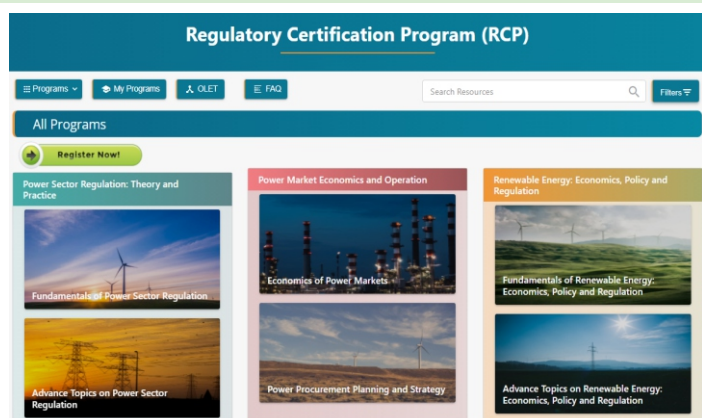 Regulatory Certification Program (RCP)
Programs
My Programs
OLET
FAQ
Search Resources
Filters
All Programs
Register Now!
Power Sector Regulation: Theory and
Practice
Fundamentals of Power Sector Regulation
Advance Topics on Power Sector
Regulation
Power Market Economics and Operation
Economics of Power Markets
Power Procurement Planning and Strategy
Renewable Energy: Economics, Policy and
Regulation
Fundamentals of Renewable Energy:
Economics, Policy and Regulation
Advance Topics on Renewable Energy:
Economics, Policy and Regulation